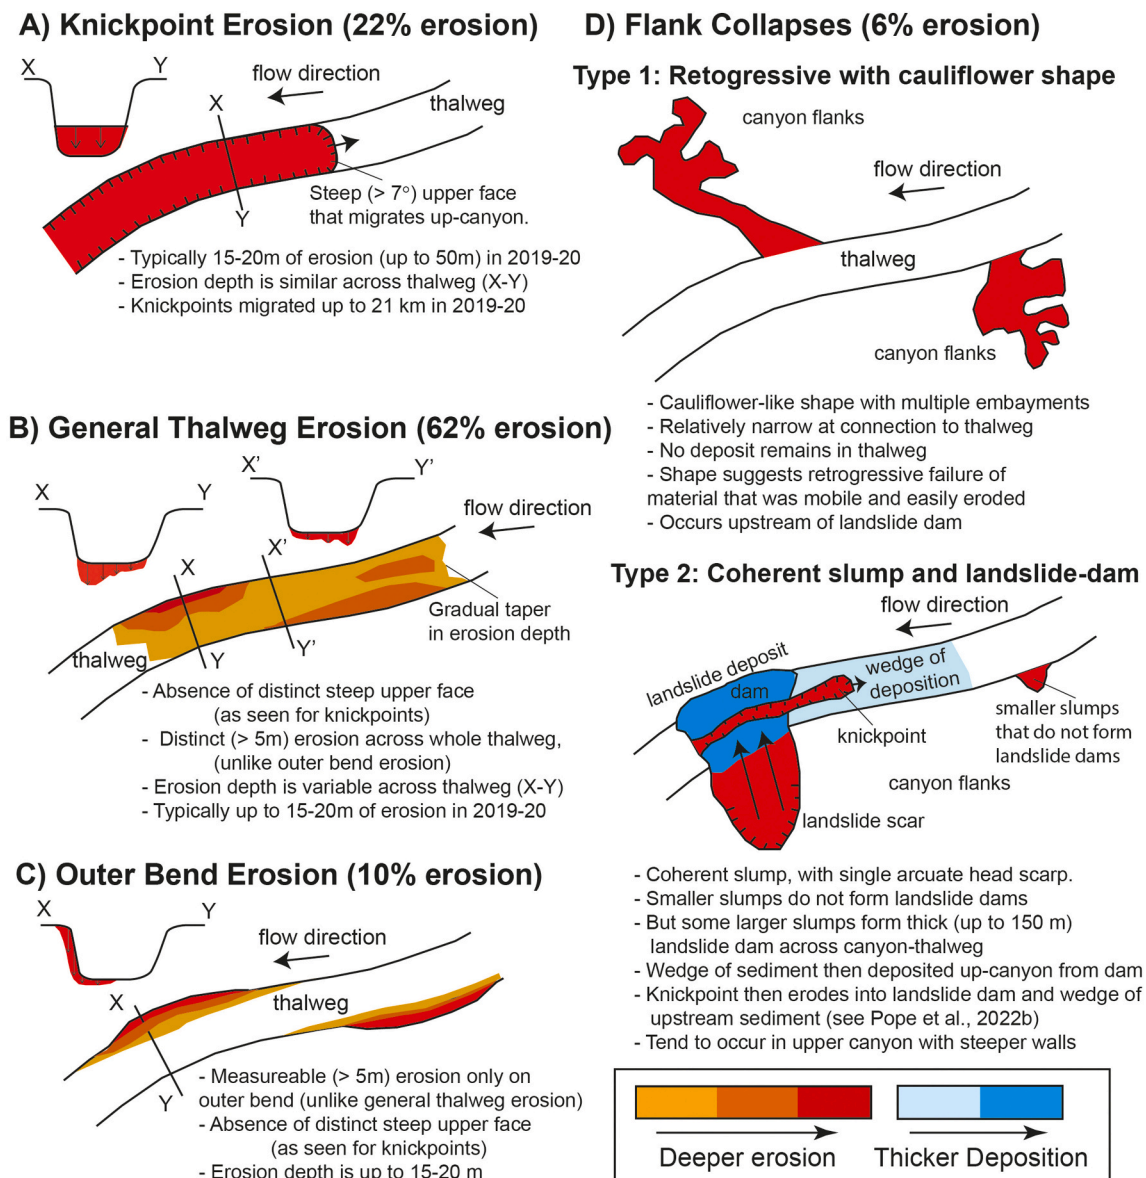 A) Knickpoint Erosion (22% erosion)
X
Y
flow direction
thalweg
X
Y
Steep (> 7°) upper face
that migrates up-canyon.
- Typically 15-20m of erosion (up to 50m) in 2019-20
- Erosion depth is similar across thalweg (X-Y)
- Knickpoints migrated up to 21 km in 2019-20
B) General Thalweg Erosion (62% erosion)
X
Y
X'
Y'
flow direction
X
X'
Y
Y'
thalweg
Gradual taper
in erosion depth
- Absence of distinct steep upper face
(as seen for knickpoints)
- Distinct (> 5m) erosion across whole thalweg,
(unlike outer bend erosion)
- Erosion depth is variable across thalweg (X-Y)
- Typically up to 15-20m of erosion in 2019-20
C) Outer Bend Erosion (10% erosion)
X
Y
flow direction
X
thalweg
Y
- Measureable (> 5m) erosion only on
outer bend (unlike general thalweg erosion)
- Absence of distinct steep upper face
(as seen for knickpoints)
- Erosion depth is up to 15-20 m
D) Flank Collapses (6% erosion)
Type 1: Retogressive with cauliflower shape
canyon flanks
flow direction
thalweg
canyon flanks
- Cauliflower-like shape with multiple embayments
- Relatively narrow at connection to thalweg
- No deposit remains in thalweg
- Shape suggests retrogressive failure of
material that was mobile and easily eroded
- Occurs upstream of landslide dam
Type 2: Coherent slump and landslide-dam
flow direction
landslide deposit
dam
wedge of
deposition
knickpoint
smaller slumps
that do not form
landslide dams
canyon flanks
landslide scar
- Coherent slump, with single arcuate head scarp.
- Smaller slumps do not form landslide dams
- But some larger slumps form thick (up to 150 m)
landslide dam across canyon-thalweg
- Wedge of sediment then deposited up-canyon from dam
- Knickpoint then erodes into landslide dam and wedge of
upstream sediment (see Pope et al., 2022b)
- Tend to occur in upper canyon with steeper walls
Deeper erosion
Thicker Deposition